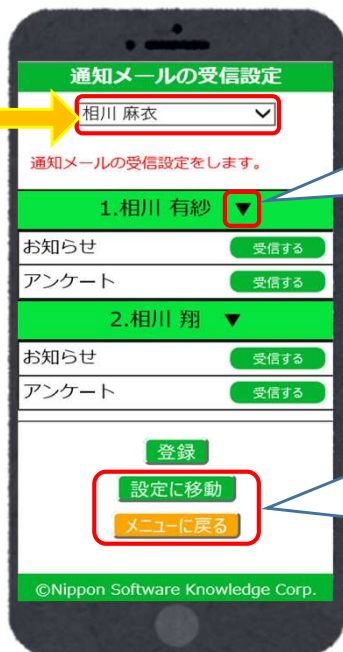 通知メールの受信設定
相川 麻衣
通知メールの受信設定をします。
1.相川 有紗 ▼
お知らせ 受信する
アンケート 受信する
2.相川 翔 ▼
お知らせ 受信する
アンケート 受信する
登録
設定に移動
メニューに戻る
©Nippon Software Knowledge Corp.